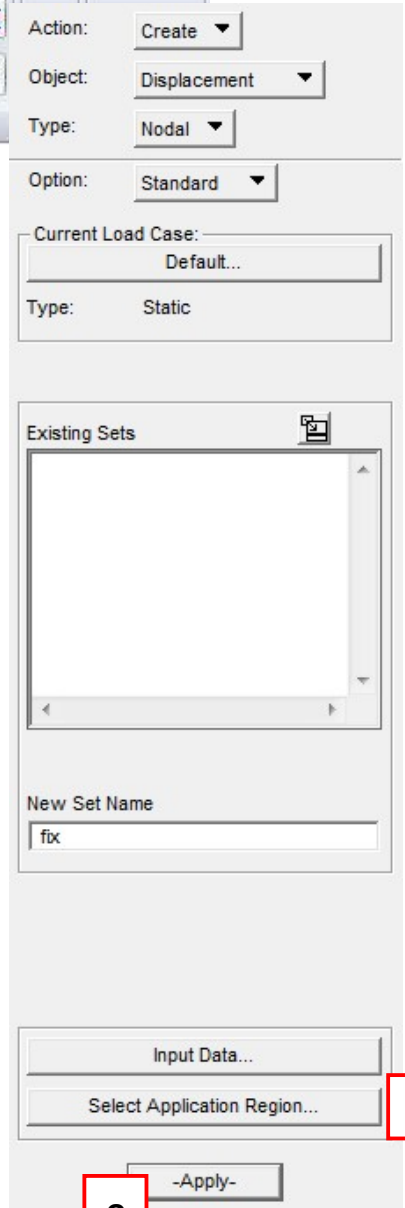 Action: Create
Object: Displacement
Type: Nodal
Option: Standard
Current Load Case:
Default...
Type: Static
Existing Sets
New Set Name
fix
Input Data...
Select Application Region...
-Apply-